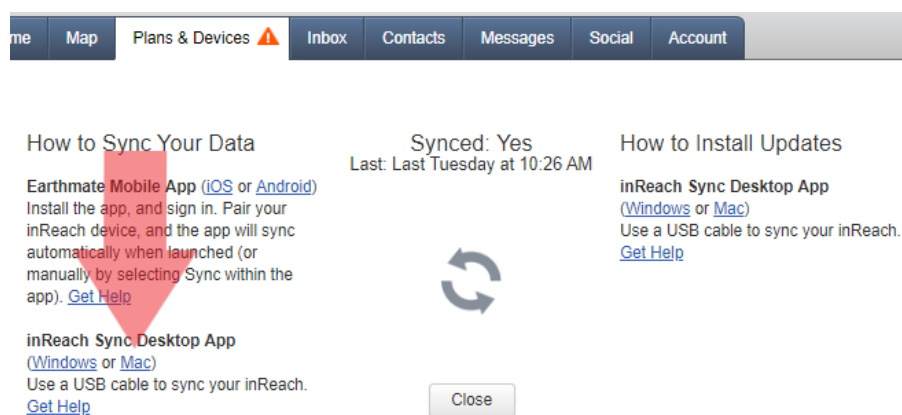 me Map Plans & Devices Inbox Contacts Messages Social Account
How to Sync Your Data
Earthmate Mobile App (iOS or Android)
Install the app, and sign in. Pair your
inReach device, and the app will sync
automatically when launched (or
manually by selecting Sync within the
app). Get Help
inReach Sync Desktop App
(Windows or Mac)
Use a USB cable to sync your inReach.
Get Help
Synced: Yes
Last: Last Tuesday at 10:26 AM
Close
How to Install Updates
inReach Sync Desktop App
(Windows or Mac)
Use a USB cable to sync your inReach.
Get Help